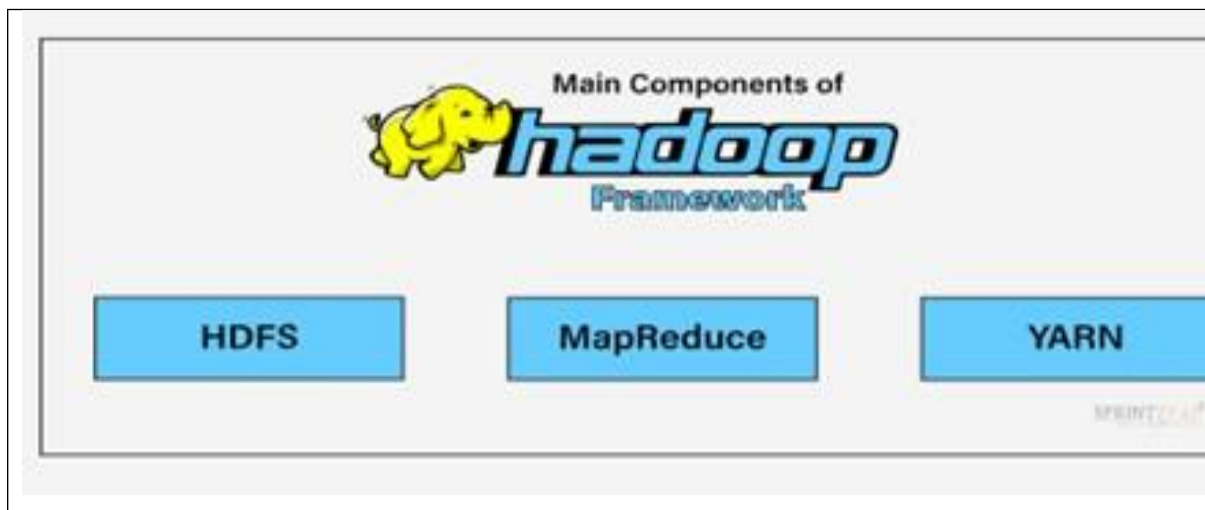 Main Components of
hadoop
Framework
HDFS
MapReduce
YARN